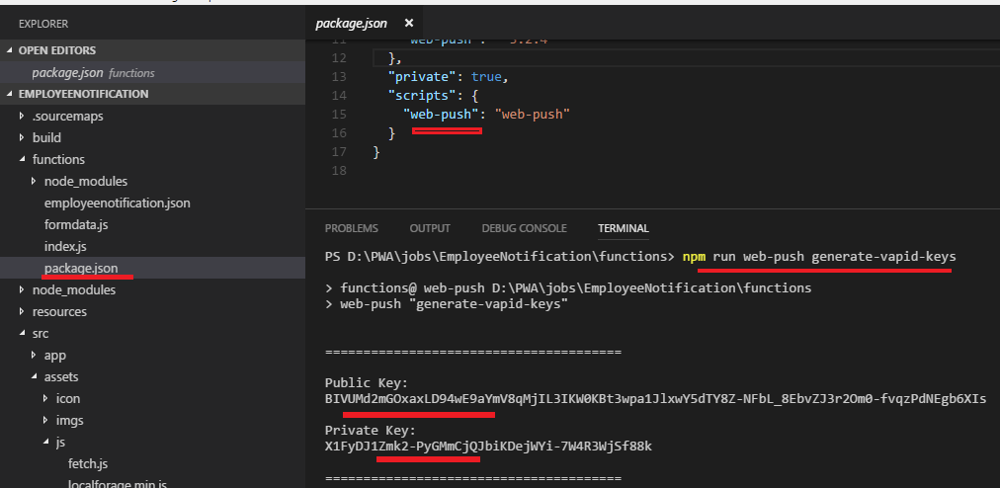 EXPLORER
OPEN EDITORS
package.json functions
EMPLOYEENOTIFICATION
.sourcemaps
build
functions
node_modules
employeenotification.json
formdata.js
index.js
package.json
node_modules
resources
src
app
assets
icon
imgs
js
fetch.js
localforage.min.js
package.json ×
11 "web-push": "^3.2.4"
12 },
13 "private": true,
14 "scripts": {
15 "web-push": "web-push"
16 }
17 }
18
PROBLEMS OUTPUT DEBUG CONSOLE TERMINAL
PS D:\PWA\jobs\EmployeeNotification\functions> npm run web-push generate-vapid-keys
> functions@ web-push D:\PWA\jobs\EmployeeNotification\functions
> web-push "generate-vapid-keys"
=======================================
Public Key:
BIVUMd2mGOxaxLD94wE9aYmV8qMjIL3IKW0KBt3wpa1JlxwY5dTY8Z-NFbL_8EbvZJ3r2Om0-fvqzPdNEgb6XIs
Private Key:
X1FyDJ1Zmk2-PyGMmCjQJbiKDejWYi-7W4R3WjSf88k
=======================================